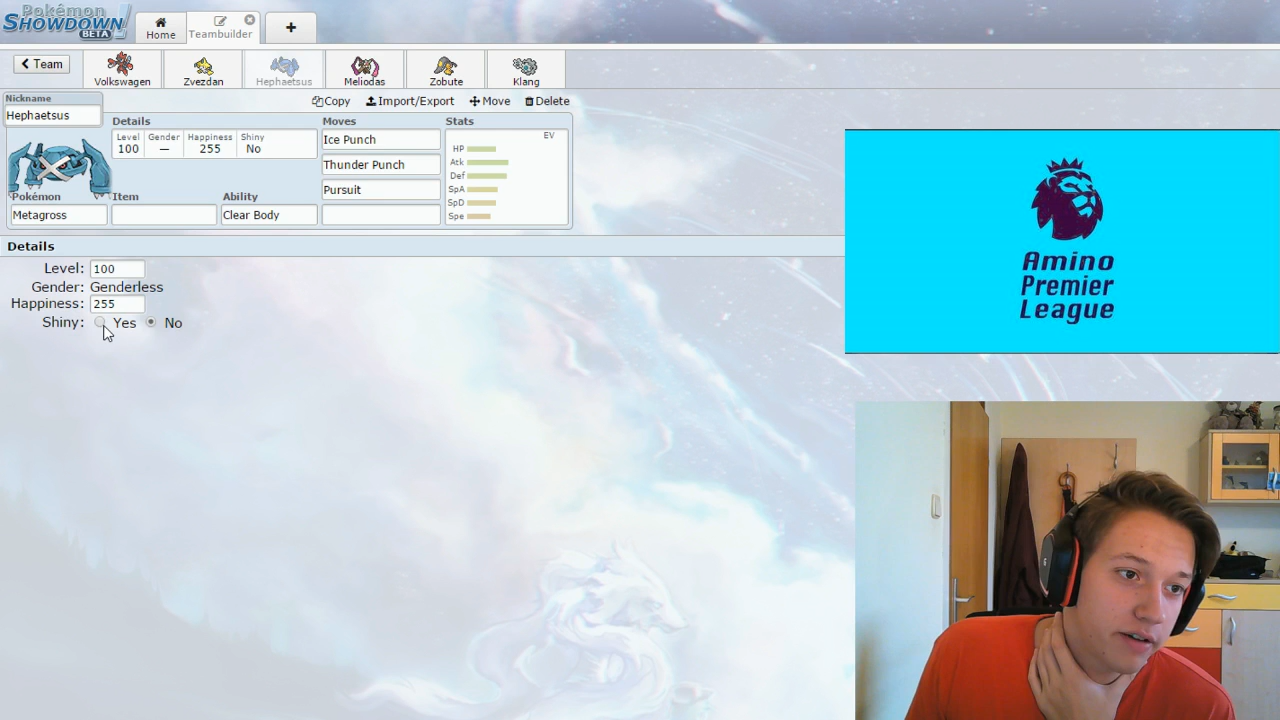 Pokémon
SHOWDOWN!
BETA
Home
Teambuilder
+
Team
Volkswagen
Zvezdan
Hephaetsus
Meliodas
Zobute
Klang
Nickname
Hephaetsus
Copy
Import/Export
Move
Delete
Details
Moves
Stats
Level
100
Gender
—
Happiness
255
Shiny
No
Ice Punch
Thunder Punch
Pursuit
EV
HP
Atk
Def
SpA
SpD
Spe
Pokémon
Metagross
Item
Ability
Clear Body
Details
Level: 100
Gender: Genderless
Happiness: 255
Shiny: Yes No
Amino
Premier
League